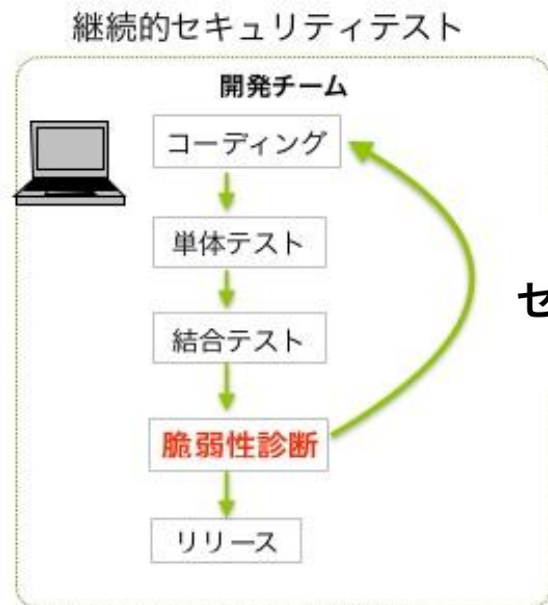 継続的セキュリティテスト
開発チーム
コーディング
単体テスト
結合テスト
セ
脆弱性診断
リリース